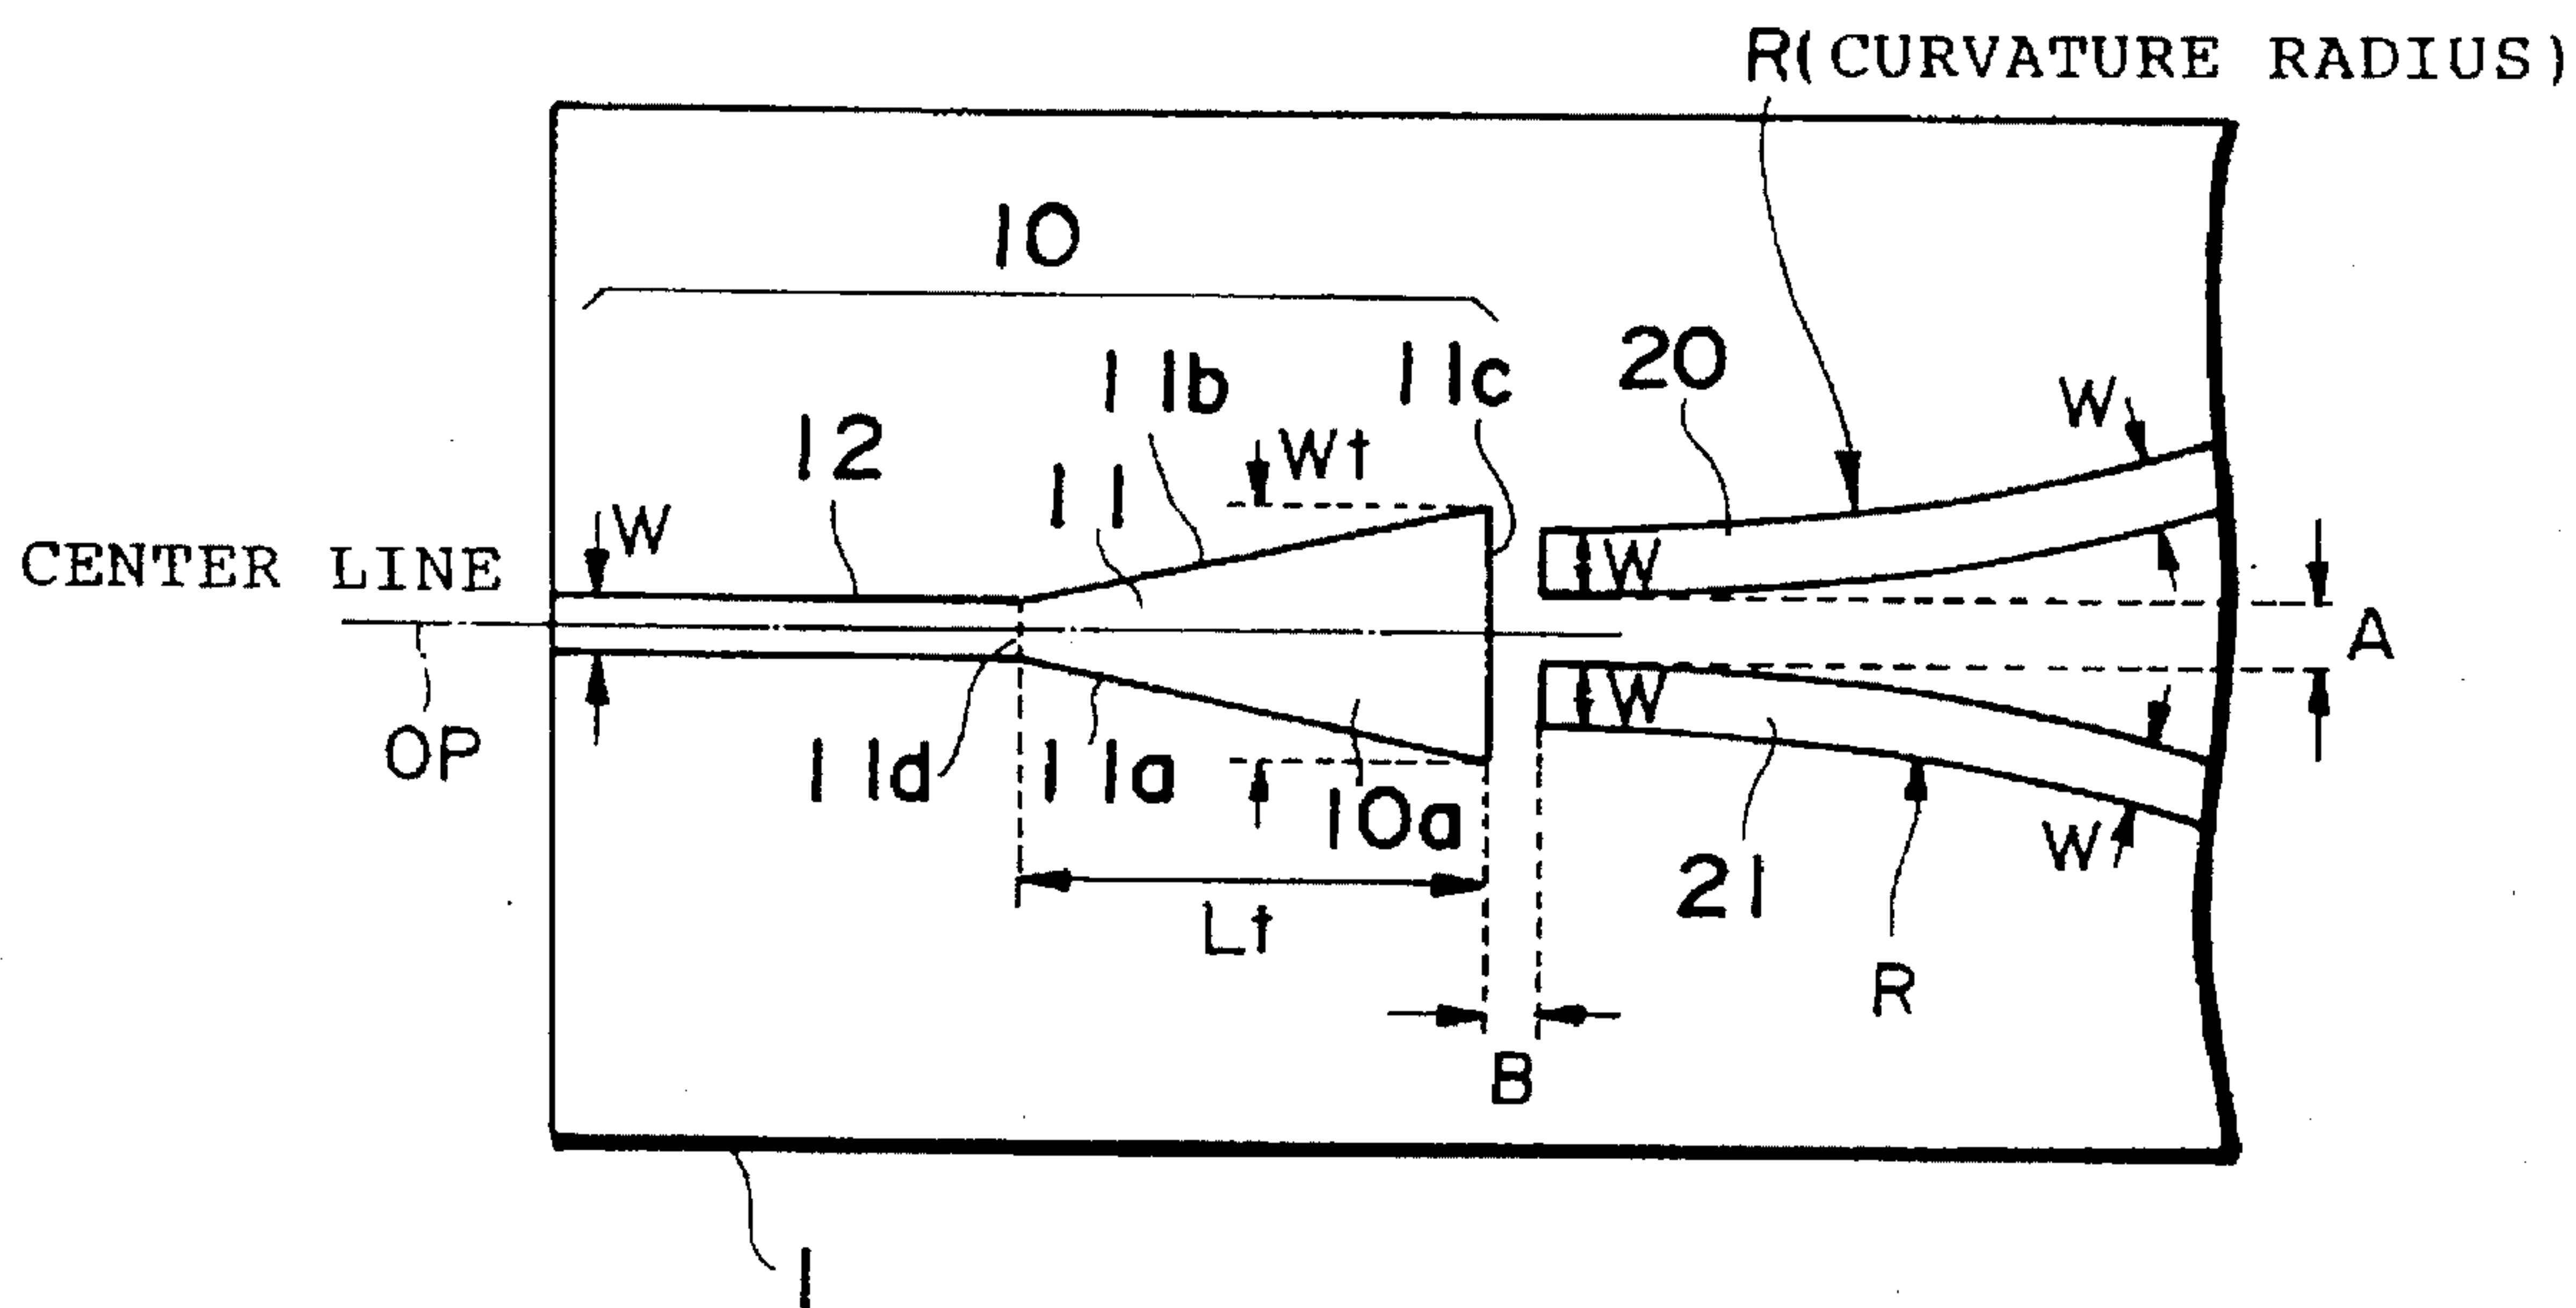 R(CURVATURE RADIUS)
10
11b
11c
20
W
12
11
Wt
W
CENTER LINE
W
A
W
OP
11d
11a
10a
21
W
Lt
R
B
1